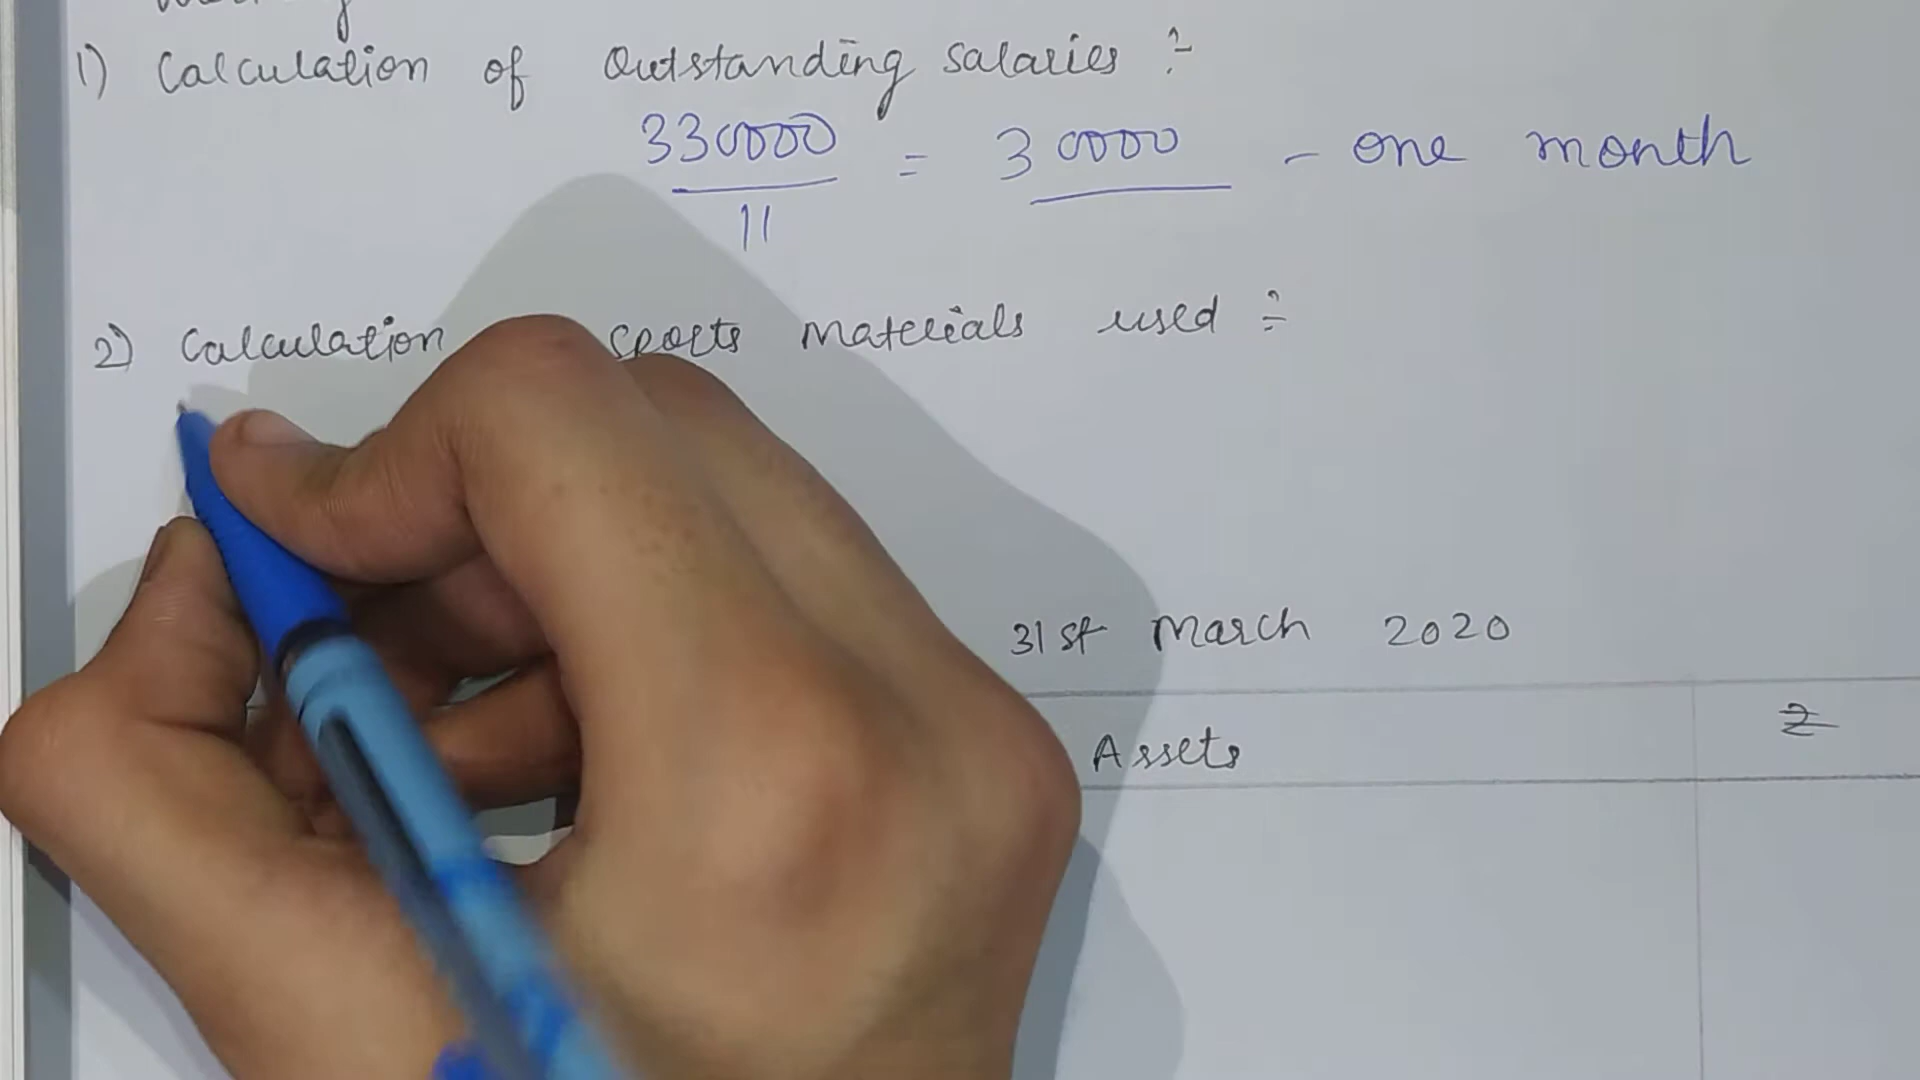 1) Calculation of Outstanding Salaries :-
330000 = 30000 - one month
11
2) Calculation sports Materials used :-
31st March 2020
Assets ₹